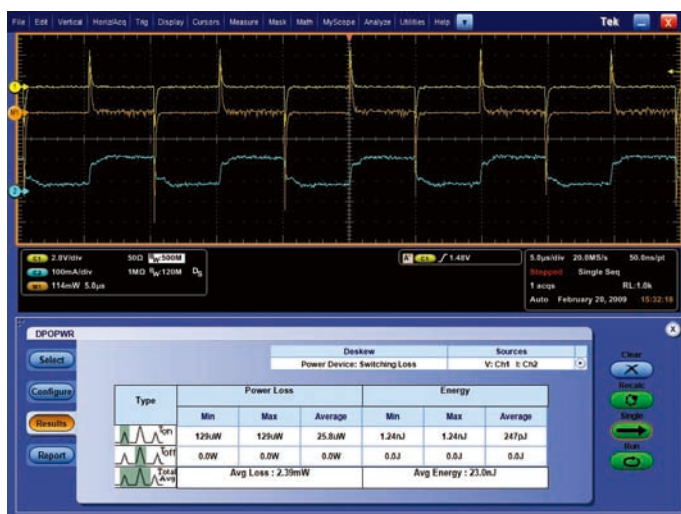 File Edit Vertical Horiz/Acq Trig Display Cursors Measure Mask Math MyScope Analyze Utilities Help Tek X
1
M1
2
C1 2.0V/div 50Ω BW:500M
C2 100mA/div 1MΩ BW:120M Ds
M1 114mW 5.0µs
A' C1 1.48V
5.0µs/div 20.0MS/s 50.0ns/pt
Stopped Single Seq
1 acqs RL:1.0k
Auto February 20, 2009 15:32:18
DPOPWR
Select
Configure
Results
Report
Deskew Sources
Power Device: Switching Loss V: Ch1 I: Ch2
Type Power Loss Energy
Min Max Average Min Max Average
Ton 129uW 129uW 25.8uW 1.24nJ 1.24nJ 247pJ
Toff 0.0W 0.0W 0.0W 0.0J 0.0J 0.0J
Total Avg Avg Loss : 2.39mW Avg Energy : 23.0nJ
X
Clear
Recalc
Single
Run